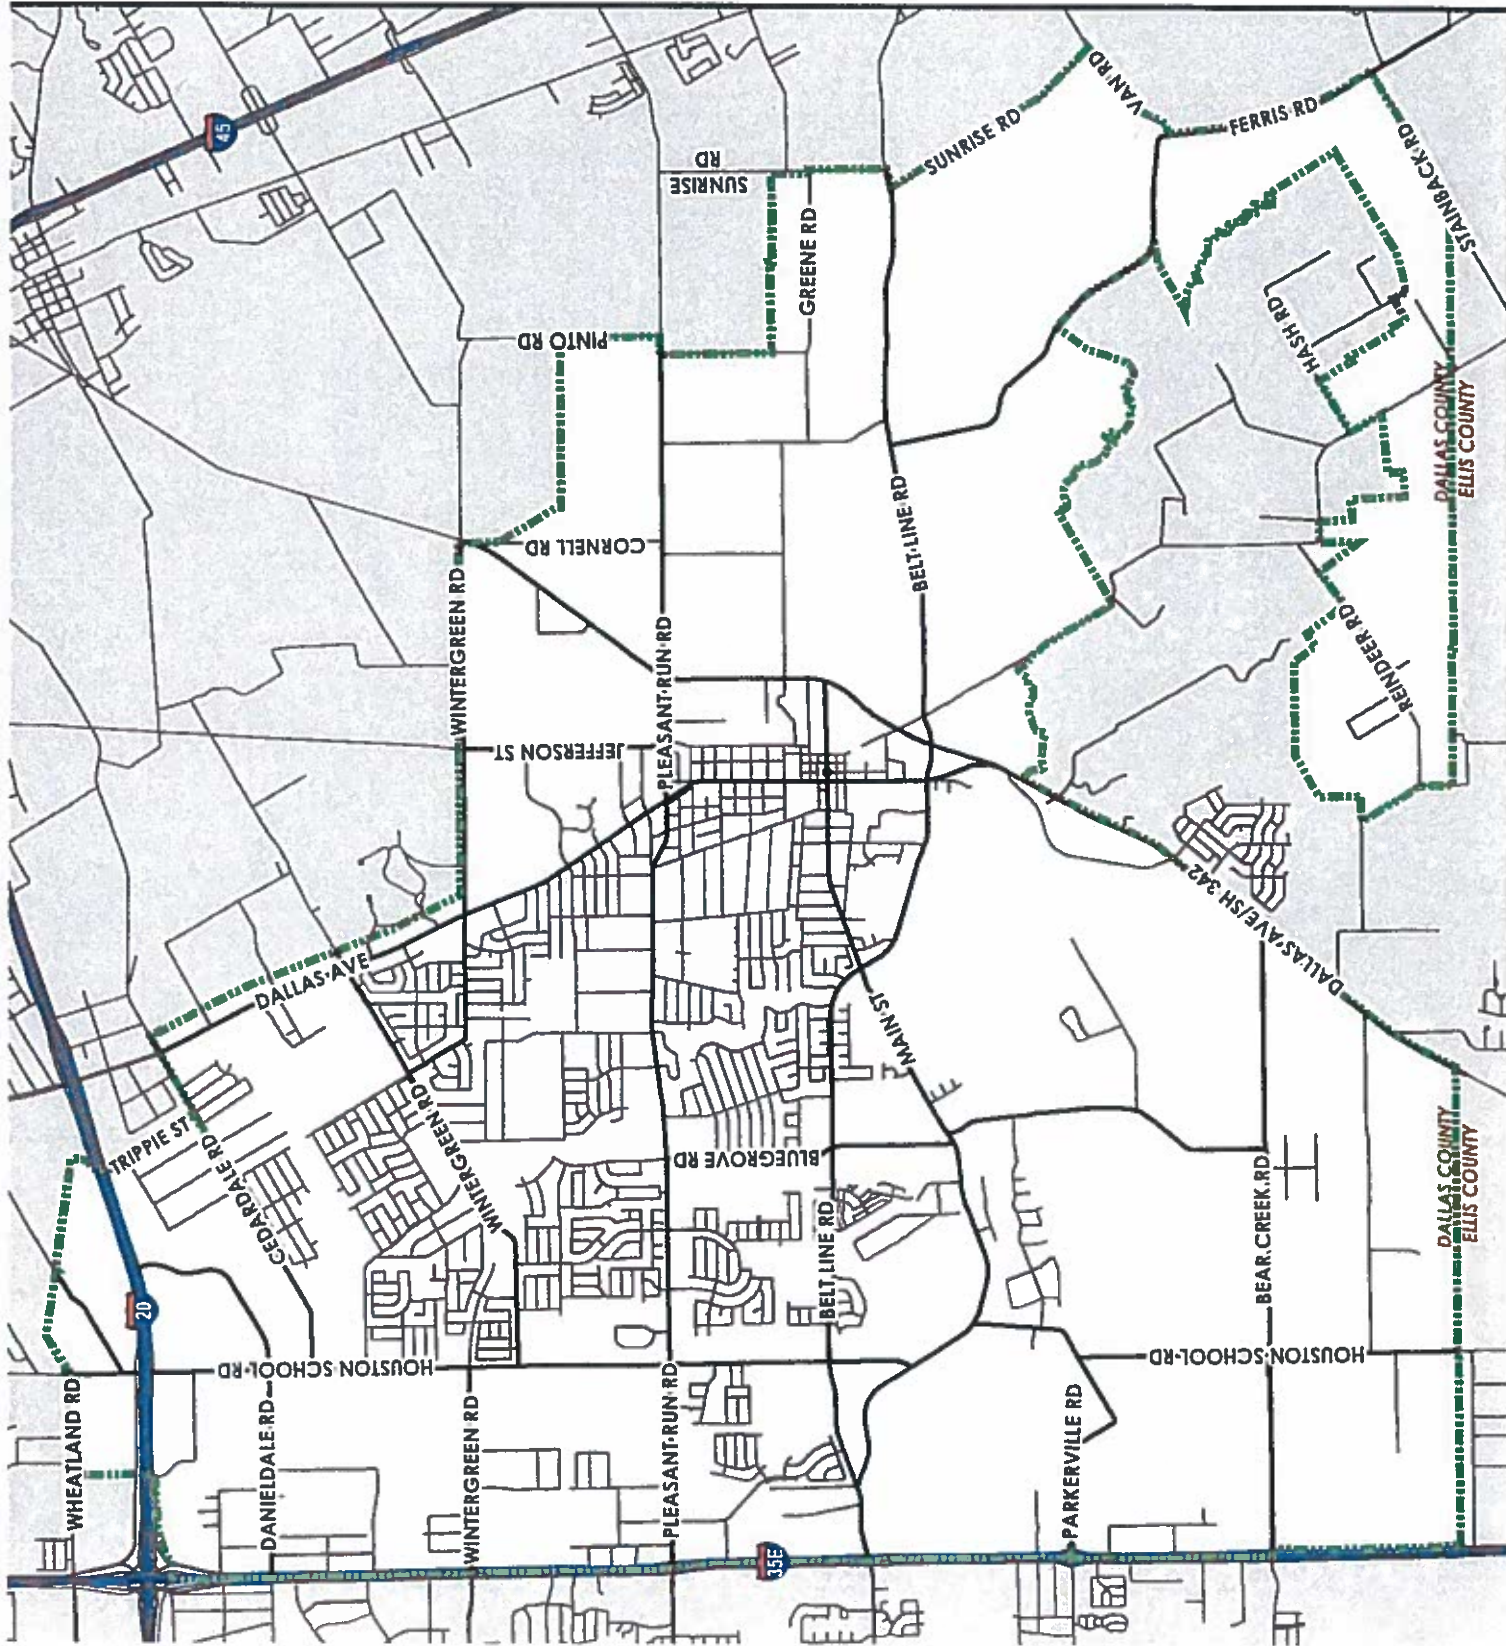 WHEATLAND RD
TRIPPIE ST
20
45
DANIELDALE RD
CEDARDALE RD
HOUSTON SCHOOL RD
DALLAS AVE
WINTERGREEN RD
WINTERGREEN RD
WINTERGREEN RD
WINTERGREEN RD
JEFFERSON ST
CORNELL RD
PINTO RD
PLEASANT RUN RD
PLEASANT RUN RD
SUNRISE
RD
BLUEGROVE RD
35E
GREENE RD
BELT LINE RD
MAIN ST
BELT LINE RD
SUNRISE RD
VAN RD
PARKERVILLE RD
HOUSTON SCHOOL RD
BEAR CREEK RD
DALLAS AVE/SH 342
FERRIS RD
HASH RD
REINDEER RD
STAINBACK RD
DALLAS COUNTY
ELLIS COUNTY
DALLAS COUNTY
ELLIS COUNTY